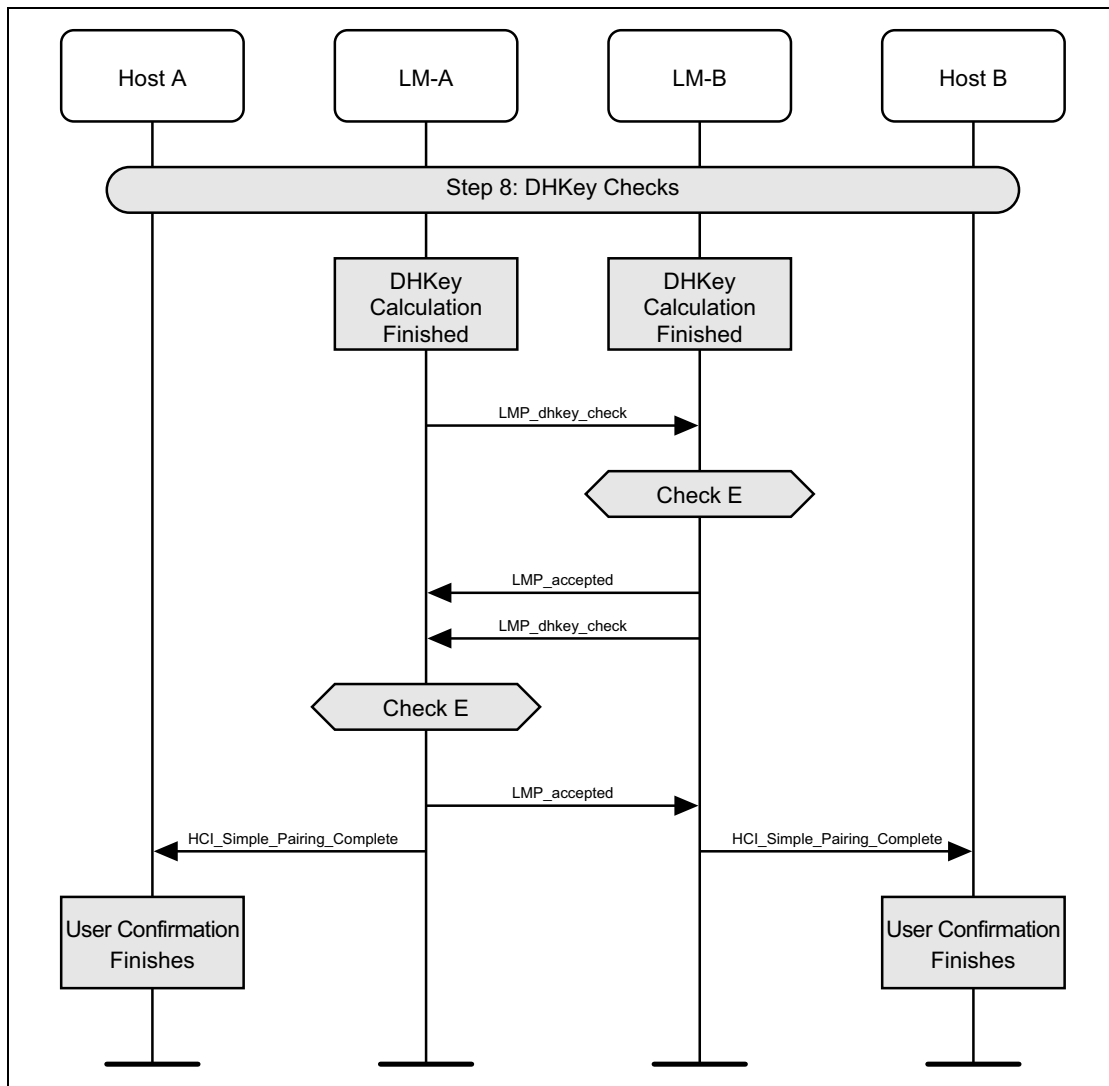 Host A
LM-A
LM-B
Host B
Step 8: DHKey Checks
DHKey
Calculation
Finished
DHKey
Calculation
Finished
LMP_dhkey_check
Check E
LMP_accepted
LMP_dhkey_check
Check E
LMP_accepted
HCI_Simple_Pairing_Complete
HCI_Simple_Pairing_Complete
User Confirmation
Finishes
User Confirmation
Finishes